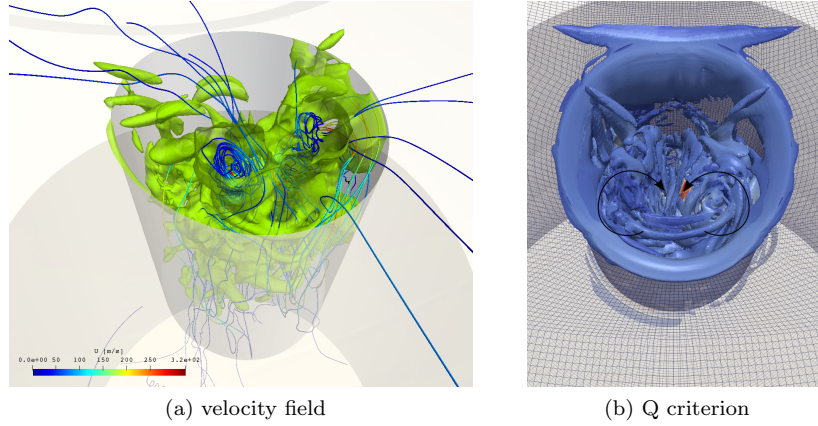 U [m/s]
0.0e+00 50 100 150 200 250 3.2e+02
(a) velocity field
(b) Q criterion